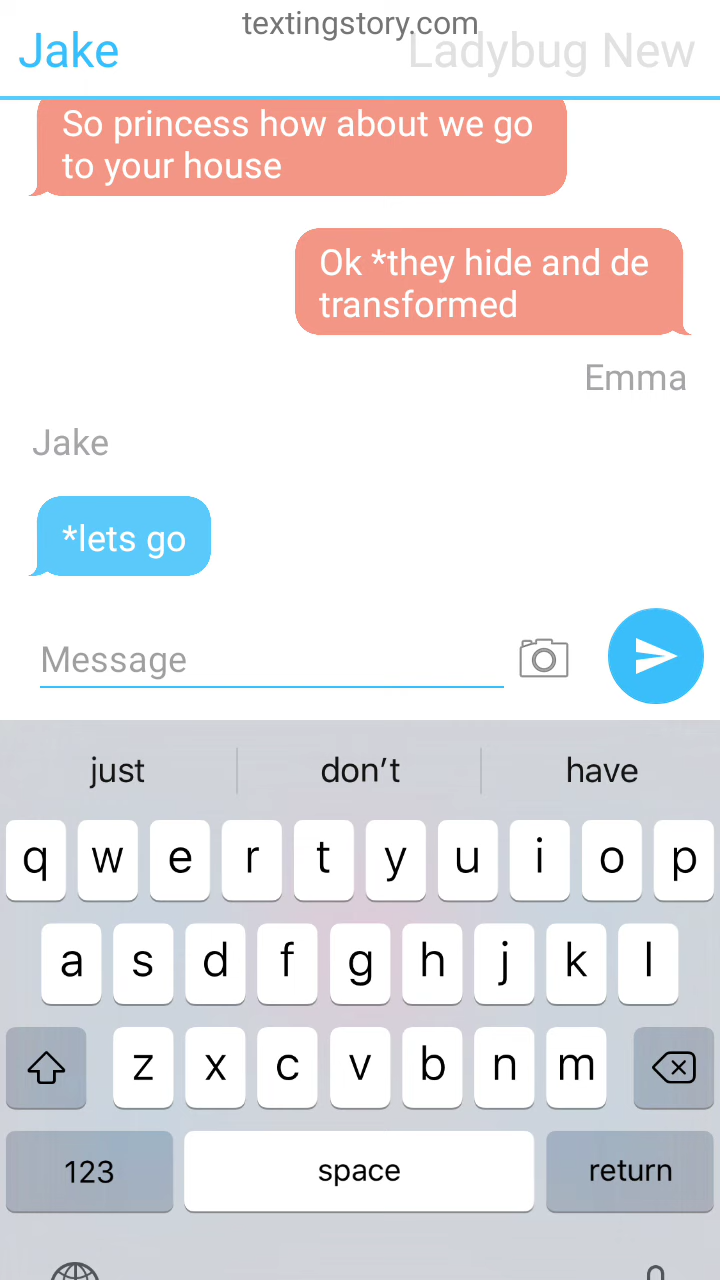 textingstory.com
Jake
Ladybug New
So princess how about we go
to your house
Ok *they hide and de
transformed
Emma
Jake
*lets go
Message
just
don’t
have
q w e r t y u i o p
a s d f g h j k l
z x c v b n m
123
space
return